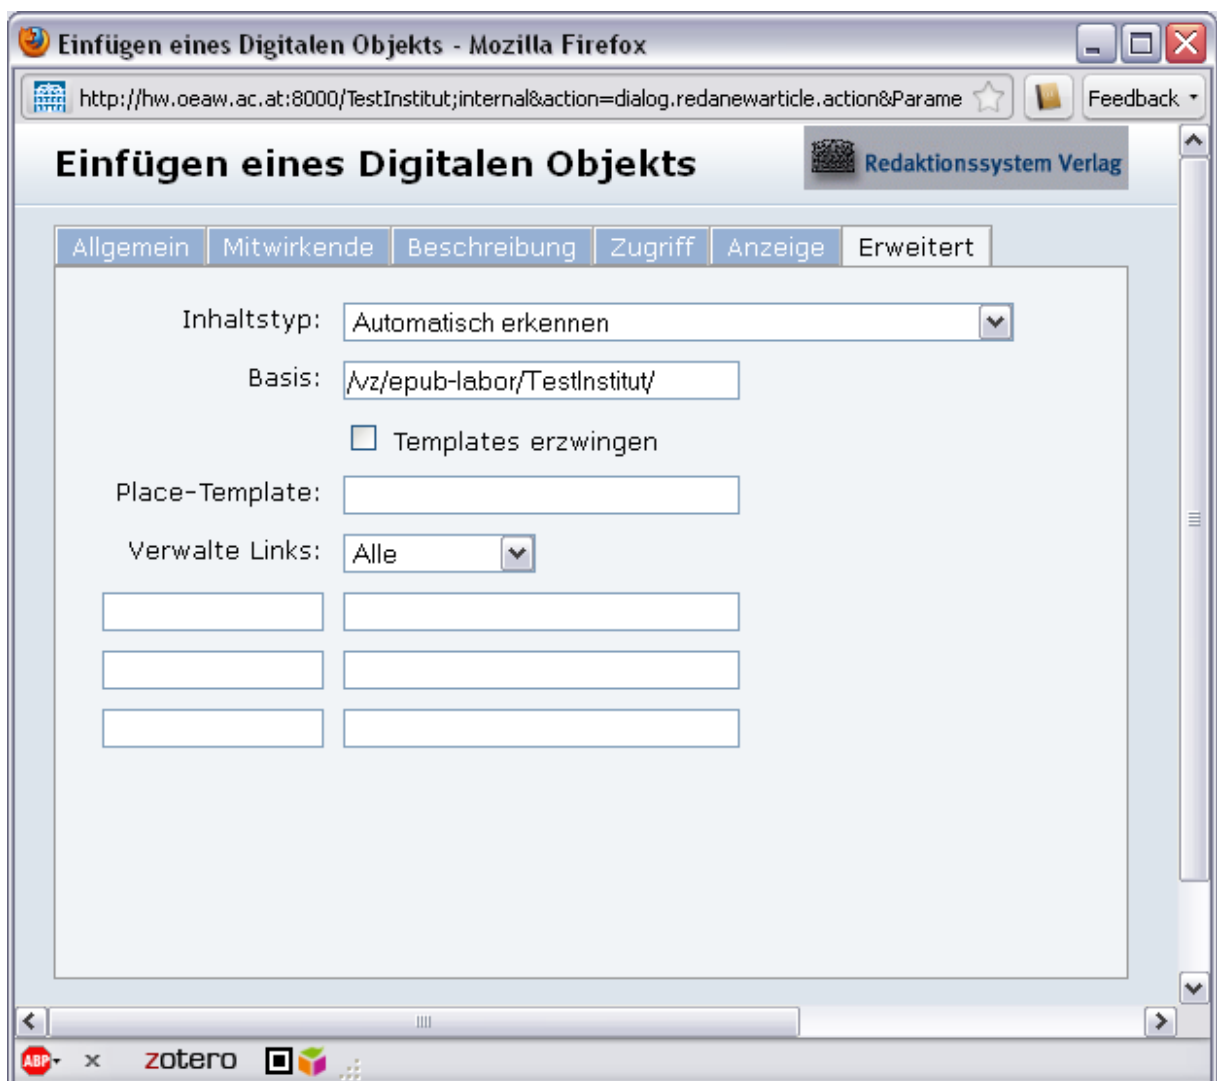 Einfügen eines Digitalen Objekts - Mozilla Firefox
http://hw.oeaw.ac.at:8000/TestInstitut;internal&action=dialog.redanewarticle.action&Parame Feedback
Einfügen eines Digitalen Objekts Redaktionssystem Verlag
Allgemein Mitwirkende Beschreibung Zugriff Anzeige Erweitert
Inhaltstyp: Automatisch erkennen
Basis: /vz/epub-labor/TestInstitut/
Templates erzwingen
Place-Template:
Verwalte Links: Alle
ABP x zotero